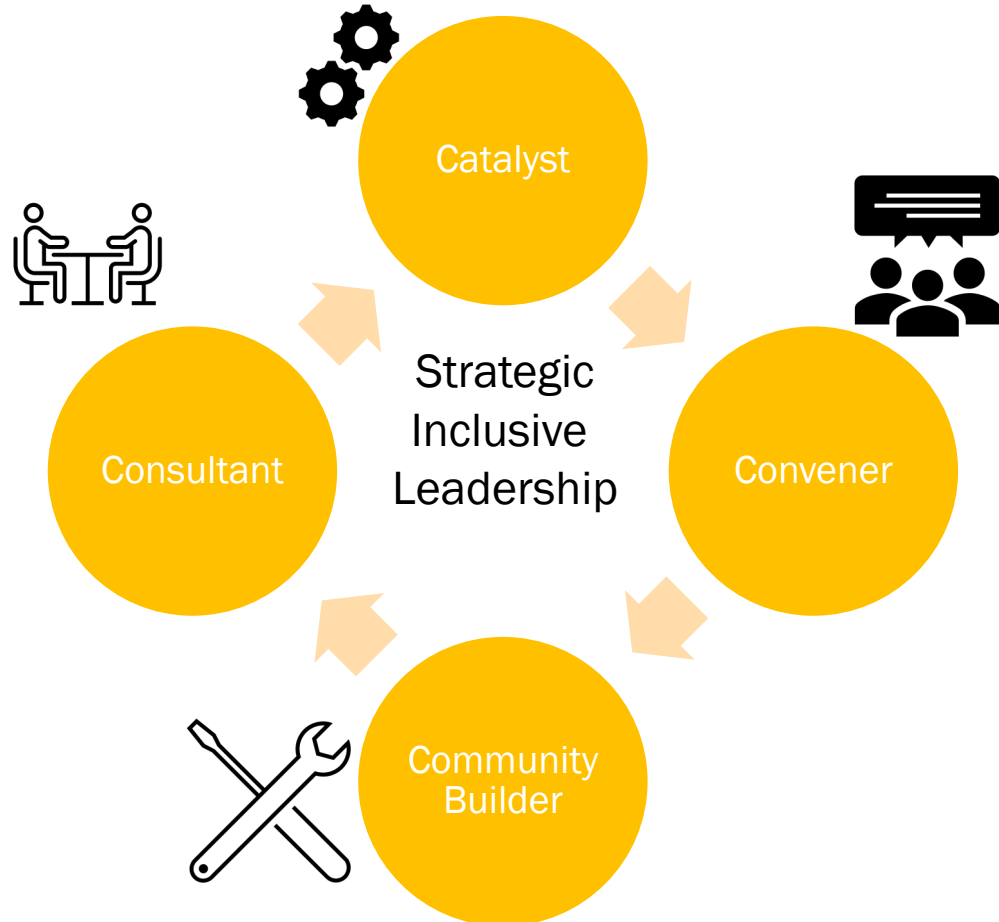 Catalyst
Strategic
Inclusive
Leadership
Consultant
Convener
Community
Builder